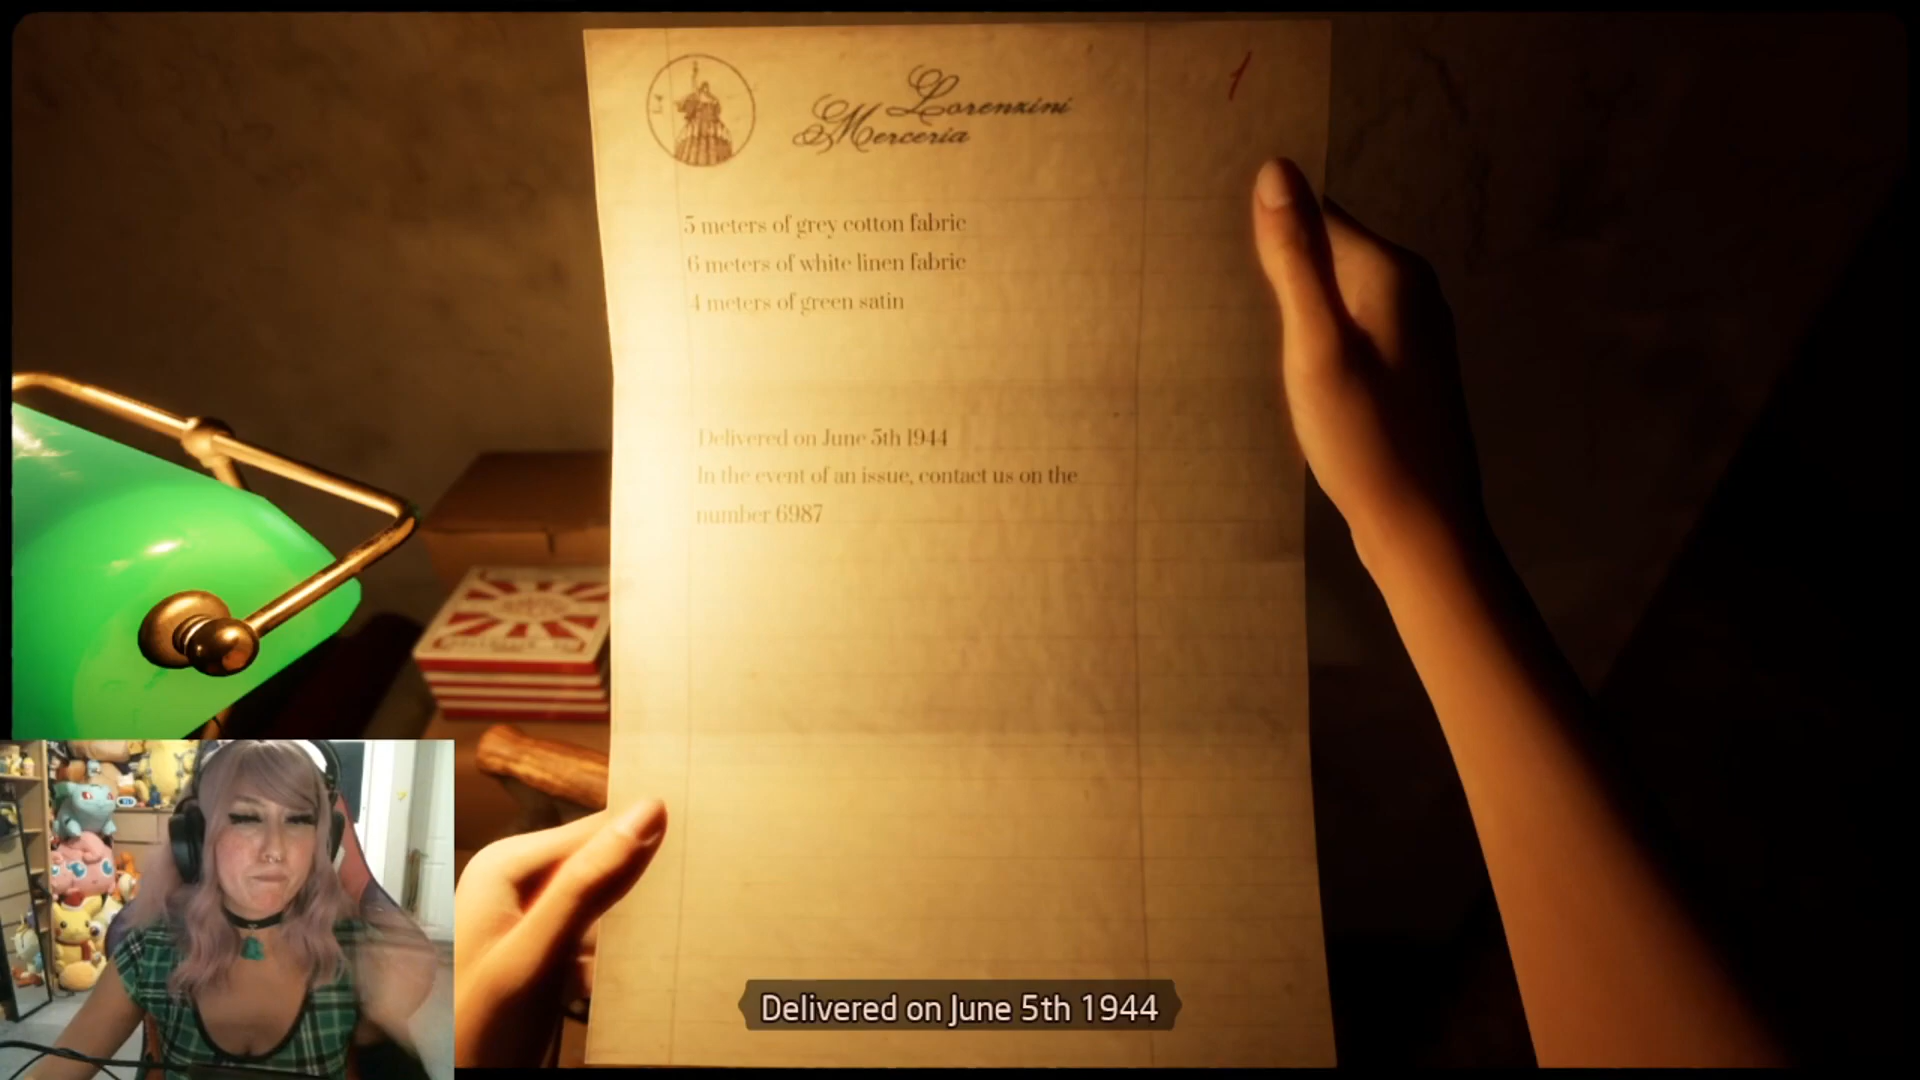 1
Lorenzini
Merceria
5 meters of grey cotton fabric
6 meters of white linen fabric
4 meters of green satin
Delivered on June 5th 1944
In the event of an issue, contact us on the
number 6987
Delivered on June 5th 1944